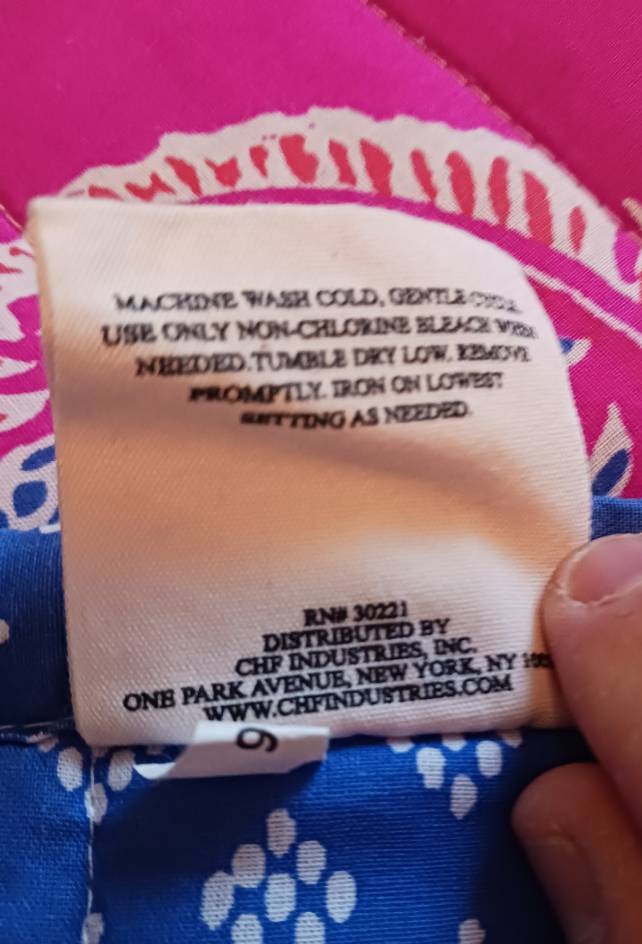 MACHINE WASH COLD, GENTLE CYCLE.
USE ONLY NON-CHLORINE BLEACH WHEN
NEEDED.TUMBLE DRY LOW. REMOVE
PROMPTLY. IRON ON LOWEST
SETTING AS NEEDED.
RN# 30221
DISTRIBUTED BY
CHF INDUSTRIES, INC.
ONE PARK AVENUE, NEW YORK, NY
WWW.CHFINDUSTRIES.COM
9